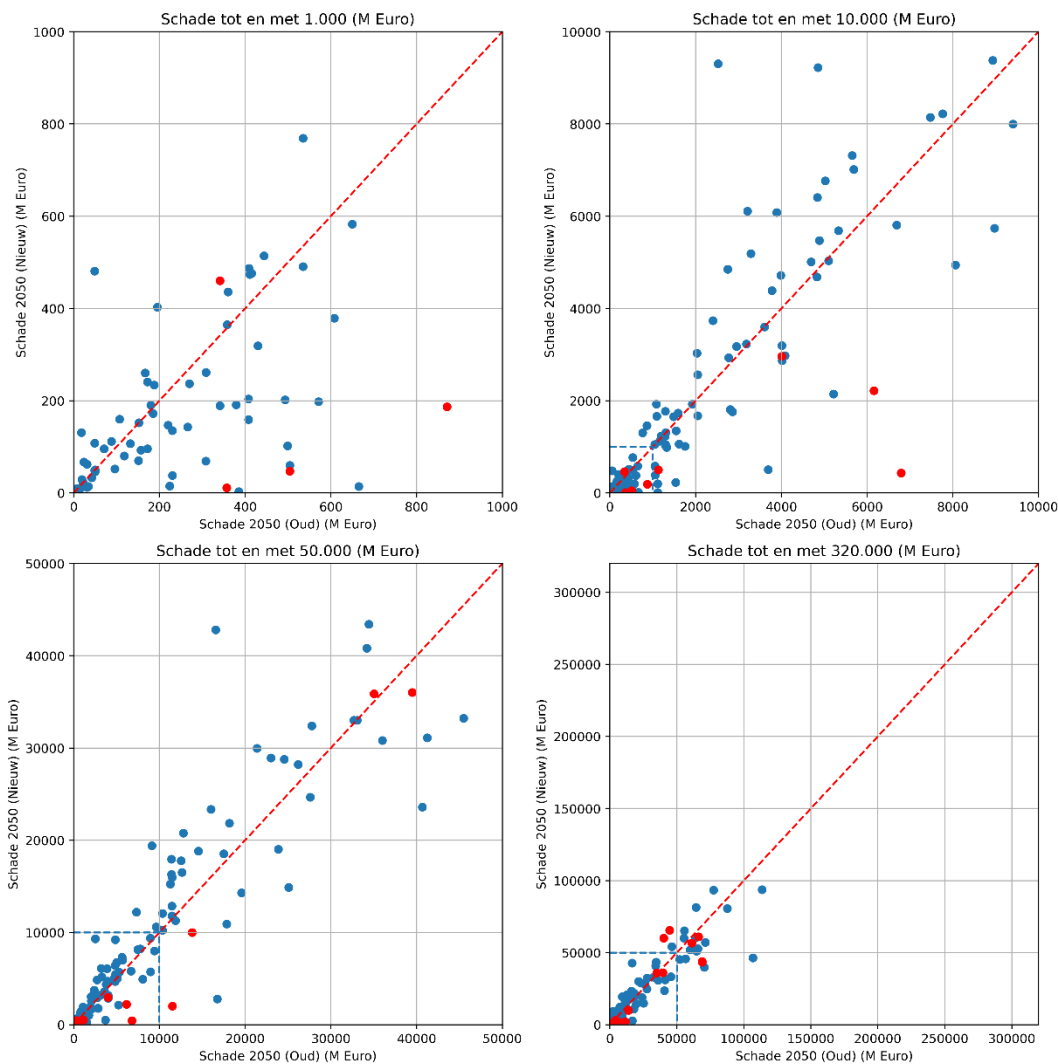 Schade tot en met 1.000 (M Euro)
Schade 2050 (Nieuw) (M Euro)
1000
800
600
400
200
0
0 200 400 600 800 1000
Schade 2050 (Oud) (M Euro)
Schade tot en met 10.000 (M Euro)
Schade 2050 (Nieuw) (M Euro)
10000
8000
6000
4000
2000
0
0 2000 4000 6000 8000 10000
Schade 2050 (Oud) (M Euro)
Schade tot en met 50.000 (M Euro)
Schade 2050 (Nieuw) (M Euro)
50000
40000
30000
20000
10000
0
0 10000 20000 30000 40000 50000
Schade 2050 (Oud) (M Euro)
Schade tot en met 320.000 (M Euro)
Schade 2050 (Nieuw) (M Euro)
300000
250000
200000
150000
100000
50000
0
0 50000 100000 150000 200000 250000 300000
Schade 2050 (Oud) (M Euro)